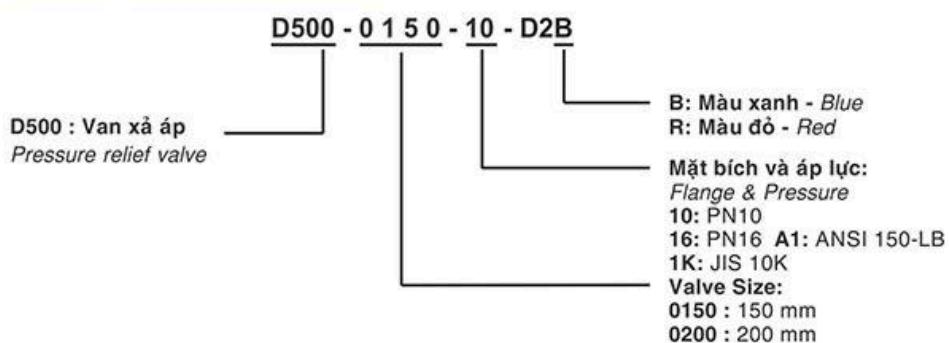 D500 - 0 1 5 0 - 10 - D2B
D500 : Van xả áp
Pressure relief valve
B: Màu xanh - Blue
R: Màu đỏ - Red
Mặt bích và áp lực:
Flange & Pressure
10: PN10
16: PN16 A1: ANSI 150-LB
1K: JIS 10K
Valve Size:
0150 : 150 mm
0200 : 200 mm